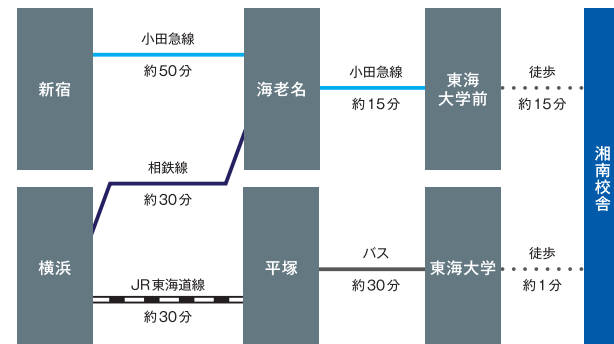 小田急線
新宿
約50分
海老名
小田急線
約15分
東海
大学前
徒歩
約15分
相鉄線
約30分
横浜
JR東海道線
約30分
平塚
バス
約30分
東海大学
徒歩
約1分
湘南校舎